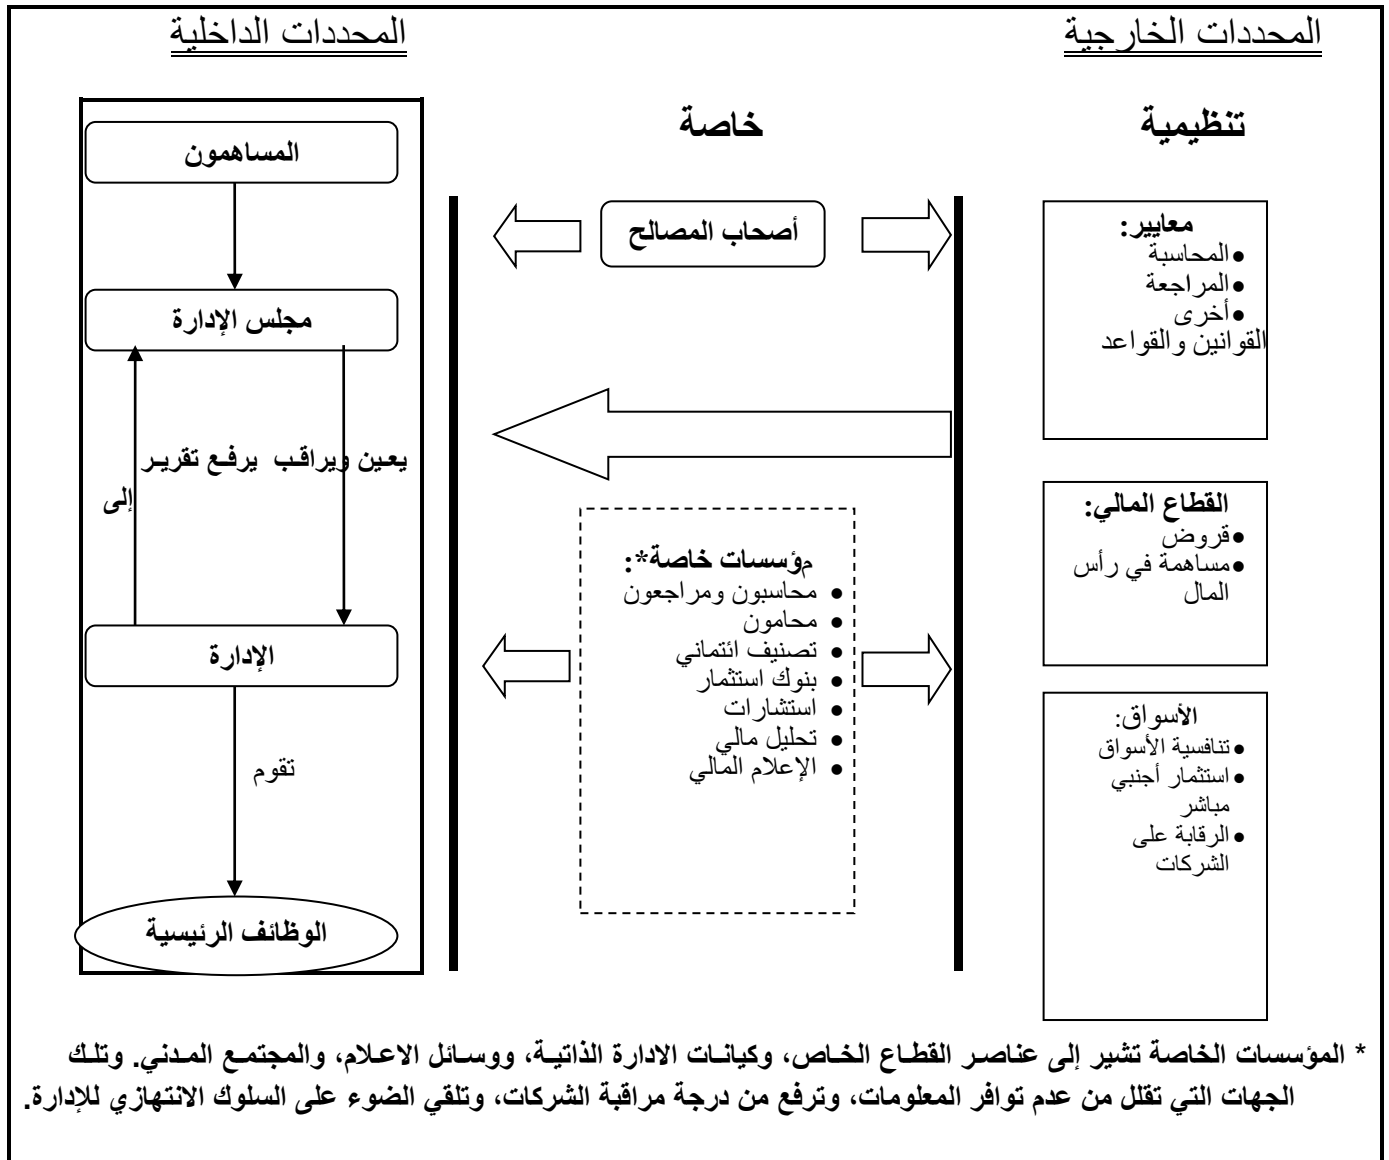 المحددات الخارجية
المحددات الداخلية
تنظيمية
خاصة
معايير:
●المحاسبة
●المراجعة
●أخرى
القوانين والقواعد
القطاع المالي:
●قروض
●مساهمة في رأس
المال
الأسواق:
●تنافسية الأسواق
●استثمار أجنبي
مباشر
●الرقابة على
الشركات
أصحاب المصالح
مؤسسات خاصة*:
● محاسبون ومراجعون
● محامون
● تصنيف ائتماني
● بنوك استثمار
● استشارات
● تحليل مالي
● الإعلام المالي
المساهمون
مجلس الإدارة
يعين ويراقب يرفع تقرير
إلى
الإدارة
تقوم
الوظائف الرئيسية
* المؤسسات الخاصة تشير إلى عناصر القطاع الخاص، وكيانات الادارة الذاتية، ووسائل الاعلام، والمجتمع المدني. وتلك
الجهات التي تقلل من عدم توافر المعلومات، وترفع من درجة مراقبة الشركات، وتلقي الضوء على السلوك الانتهازي للإدارة.